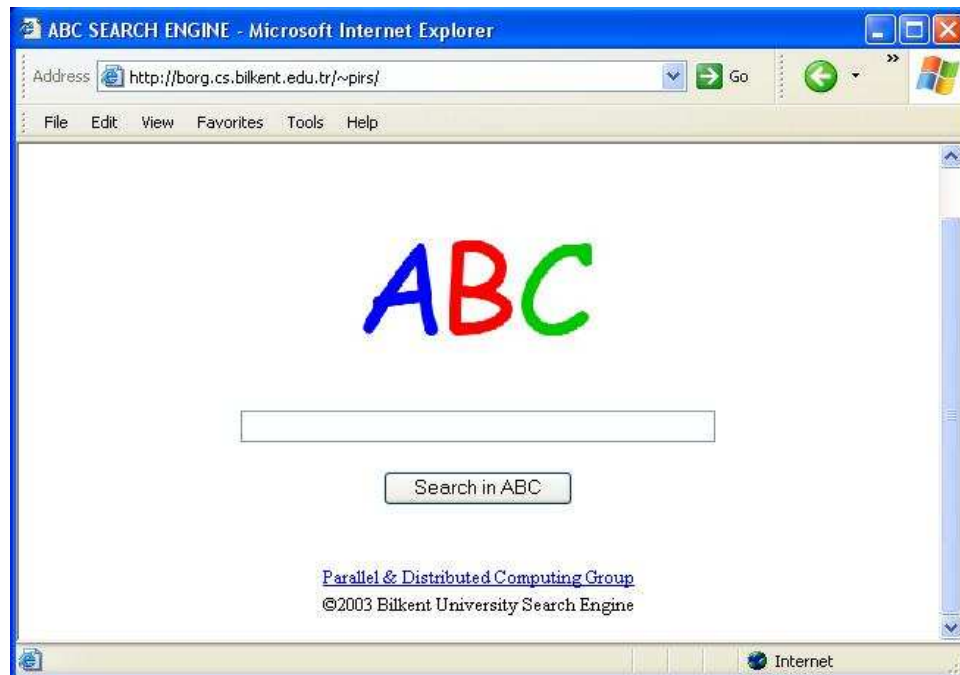 ABC SEARCH ENGINE - Microsoft Internet Explorer
Address http://borg.cs.bilkent.edu.tr/~pirs/ Go »
File Edit View Favorites Tools Help
ABC
Search in ABC
Parallel & Distributed Computing Group
©2003 Bilkent University Search Engine
Internet